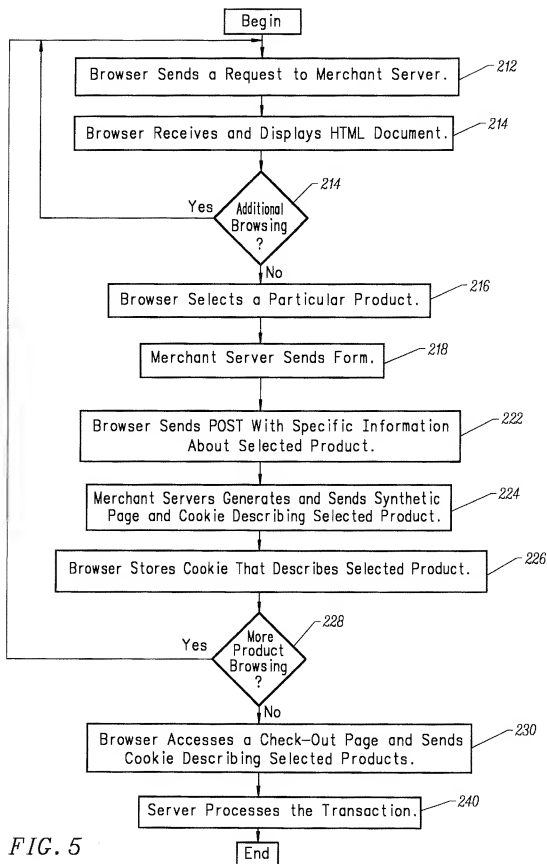 Begin
Browser Sends a Request to Merchant Server.
212
Browser Receives and Displays HTML Document.
214
Additional
Browsing
?
214
Yes
No
Browser Selects a Particular Product.
216
Merchant Server Sends Form.
218
Browser Sends POST With Specific Information
About Selected Product.
222
Merchant Servers Generates and Sends Synthetic
Page and Cookie Describing Selected Product.
224
Browser Stores Cookie That Describes Selected Product.
226
More
Product
Browsing
?
228
Yes
No
Browser Accesses a Check-Out Page and Sends
Cookie Describing Selected Products.
230
Server Processes the Transaction.
240
End
FIG. 5